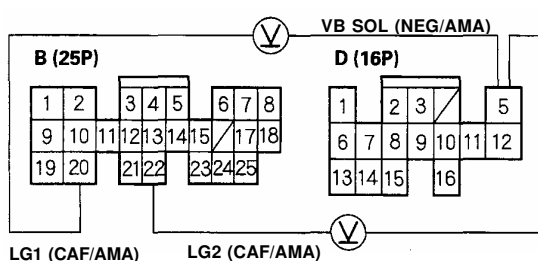 VB SOL (NEG/AMA)
B (25P)
D (16P)
1 2 3 4 5 6 7 8
9 10 11 12 13 14 15 17 18
19 20 21 22 23 24 25
1 2 3 5
6 7 8 9 10 11 12
13 14 15 16
LG1 (CAF/AMA)
LG2 (CAF/AMA)
V
V